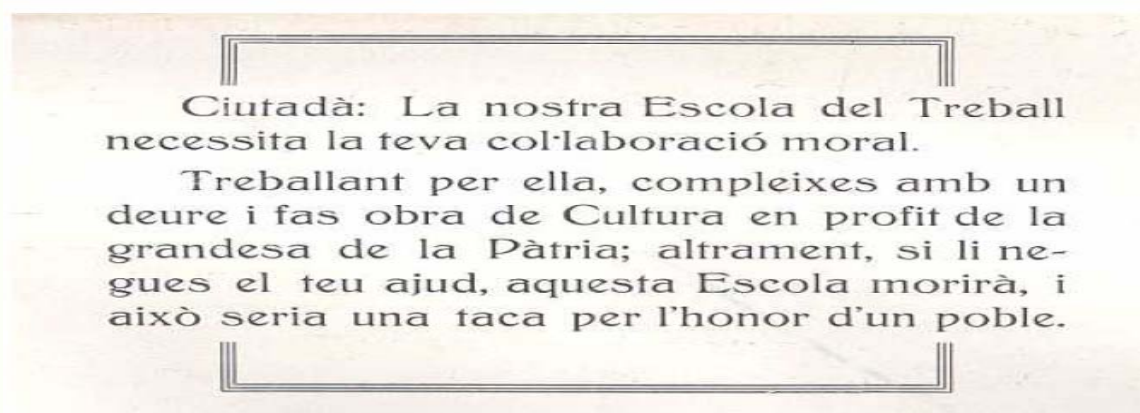 Ciutadà: La nostra Escola del Treball
necessita la teva col·laboració moral.
Treballant per ella, compleixes amb un
deure i fas obra de Cultura en profit de la
grandesa de la Pàtria; altrament, si li ne-
gues el teu ajud, aquesta Escola morirà, i
això seria una taca per l'honor d'un poble.